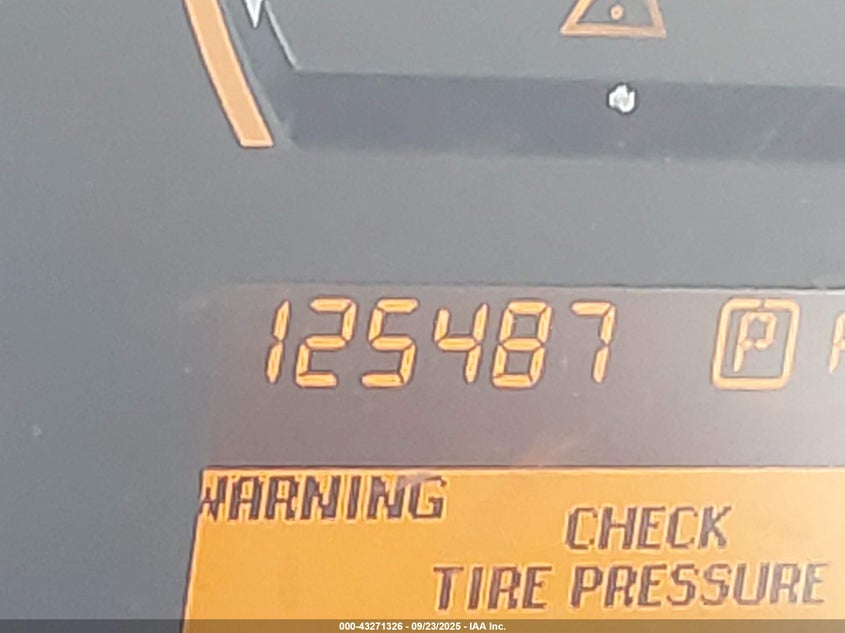 125487 P
WARNING
CHECK
TIRE PRESSURE
000-43271326 - 09/23/2025 - IAA Inc.